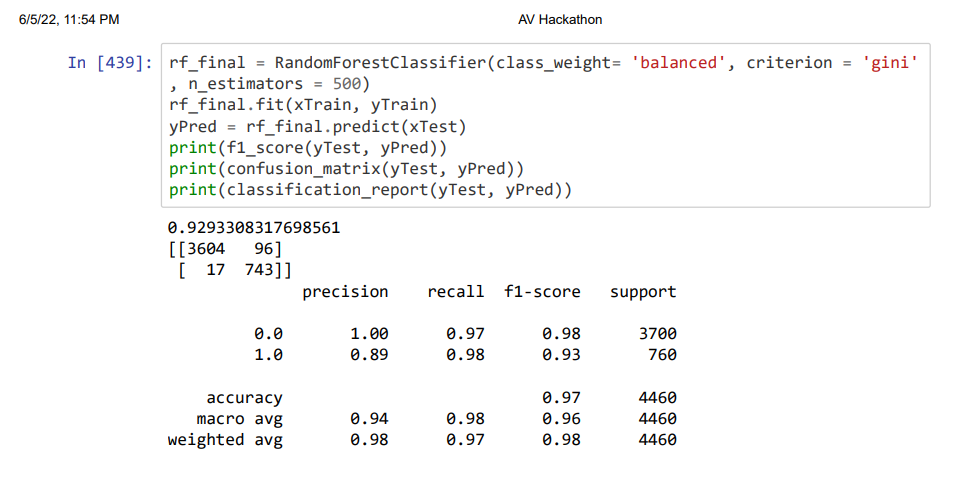 6/5/22, 11:54 PM AV Hackathon
In [439]: rf_final = RandomForestClassifier(class_weight= 'balanced', criterion = 'gini'
, n_estimators = 500)
rf_final.fit(xTrain, yTrain)
yPred = rf_final.predict(xTest)
print(f1_score(yTest, yPred))
print(confusion_matrix(yTest, yPred))
print(classification_report(yTest, yPred))
0.9293308317698561
[[3604 96]
[ 17 743]]
precision recall f1-score support
0.0 1.00 0.97 0.98 3700
1.0 0.89 0.98 0.93 760
accuracy 0.97 4460
macro avg 0.94 0.98 0.96 4460
weighted avg 0.98 0.97 0.98 4460